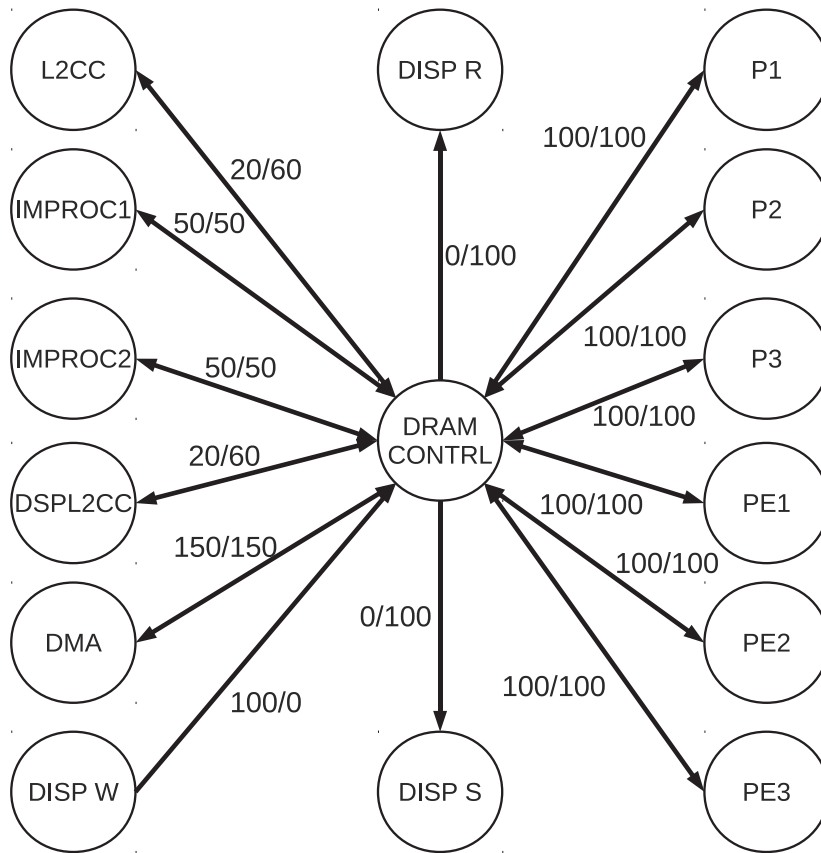 L2CC
DISP R
P1
100/100
20/60
IMPROC1
P2
50/50
0/100
100/100
IMPROC2
50/50
P3
100/100
DRAM
CONTRL
20/60
DSPL2CC
100/100
PE1
150/150
100/100
0/100
DMA
PE2
100/100
100/0
DISP W
DISP S
PE3